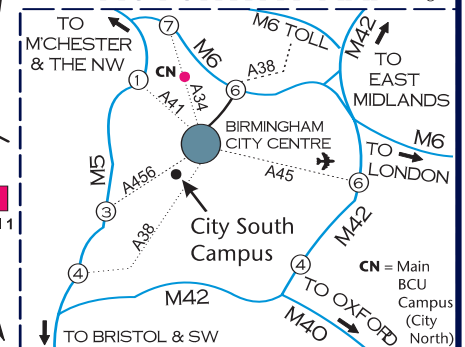 TO
M'CHESTER
& THE NW
7
M6
M6 TOLL
M42
TO
EAST
MIDLANDS
CN
A38
6
1
A34
A41
BIRMINGHAM
CITY CENTRE
M6
TO
LONDON
M5
A456
A45
6
3
A38
City South
Campus
M42
4
4
CN = Main
BCU
Campus
(City
North)
M42
TO OXFORD
M40
TO BRISTOL & SW
1